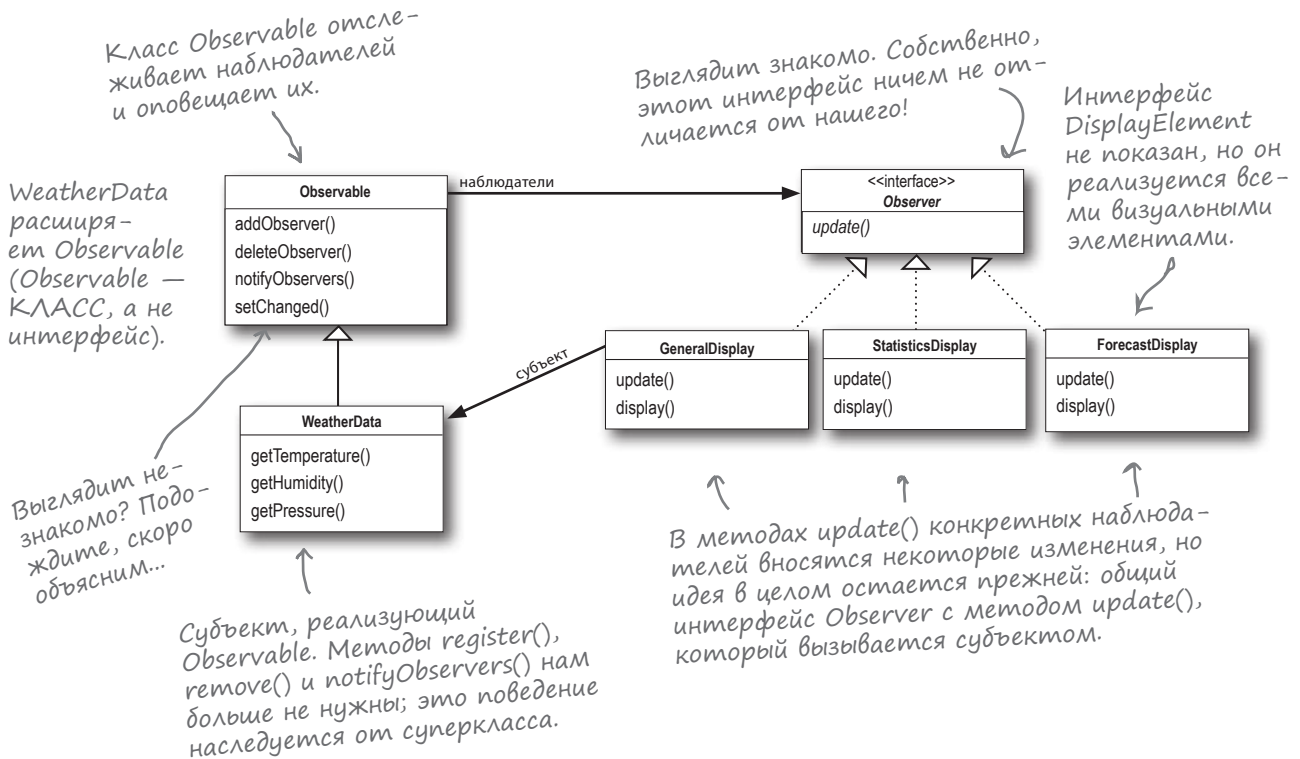 Класс Observable отсле-
живает наблюдателей
и оповещает их.
Выглядит знакомо. Собственно,
этот интерфейс ничем не от-
личается от нашего!
Интерфейс
DisplayElement
не показан, но он
реализуется все-
ми визуальными
элементами.
WeatherData
расширя-
ет Observable
(Observable —
КЛАСС, а не
интерфейс).
Observable
addObserver()
deleteObserver()
notifyObservers()
setChanged()
наблюдатели
<<interface>>
Observer
update()
субъект
GeneralDisplay
update()
display()
StatisticsDisplay
update()
display()
ForecastDisplay
update()
display()
WeatherData
getTemperature()
getHumidity()
getPressure()
Выглядит не-
знакомо? Подо-
ждите, скоро
объясним...
Субъект, реализующий
Observable. Методы register(),
remove() и notifyObservers() нам
больше не нужны; это поведение
наследуется от суперкласса.
В методах update() конкретных наблюда-
телей вносятся некоторые изменения, но
идея в целом остается прежней: общий
интерфейс Observer с методом update(),
который вызывается субъектом.